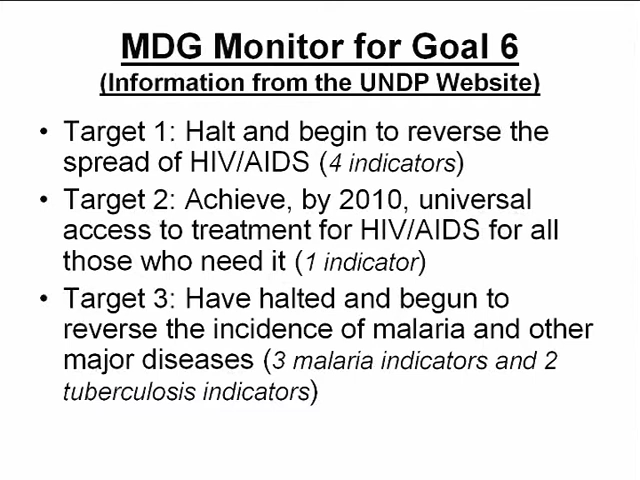 MDG Monitor for Goal 6
(Information from the UNDP Website)
• Target 1: Halt and begin to reverse the
spread of HIV/AIDS (4 indicators)
• Target 2: Achieve, by 2010, universal
access to treatment for HIV/AIDS for all
those who need it (1 indicator)
• Target 3: Have halted and begun to
reverse the incidence of malaria and other
major diseases (3 malaria indicators and 2
tuberculosis indicators)